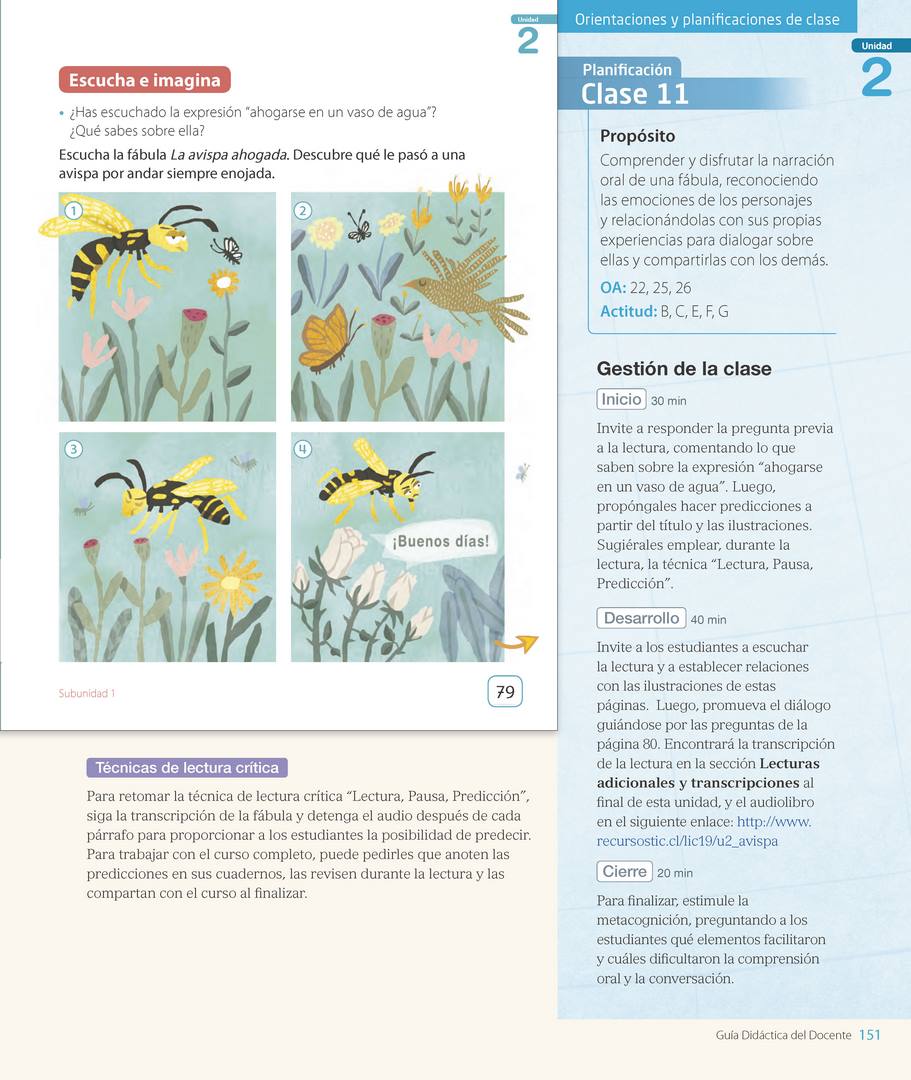 Unidad
2
Escucha e imagina
• ¿Has escuchado la expresión “ahogarse en un vaso de agua”?
¿Qué sabes sobre ella?
Escucha la fábula La avispa ahogada. Descubre qué le pasó a una
avispa por andar siempre enojada.
1
2
3
4
¡Buenos días!
Subunidad 1
79
Técnicas de lectura crítica
Para retomar la técnica de lectura crítica “Lectura, Pausa, Predicción”,
siga la transcripción de la fábula y detenga el audio después de cada
párrafo para proporcionar a los estudiantes la posibilidad de predecir.
Para trabajar con el curso completo, puede pedirles que anoten las
predicciones en sus cuadernos, las revisen durante la lectura y las
compartan con el curso al finalizar.
Orientaciones y planificaciones de clase
Unidad
2
Planificación
Clase 11
Propósito
Comprender y disfrutar la narración
oral de una fábula, reconociendo
las emociones de los personajes
y relacionándolas con sus propias
experiencias para dialogar sobre
ellas y compartirlas con los demás.
OA: 22, 25, 26
Actitud: B, C, E, F, G
Gestión de la clase
Inicio 30 min
Invite a responder la pregunta previa
a la lectura, comentando lo que
saben sobre la expresión “ahogarse
en un vaso de agua”. Luego,
propóngales hacer predicciones a
partir del título y las ilustraciones.
Sugiérales emplear, durante la
lectura, la técnica “Lectura, Pausa,
Predicción”.
Desarrollo 40 min
Invite a los estudiantes a escuchar
la lectura y a establecer relaciones
con las ilustraciones de estas
páginas. Luego, promueva el diálogo
guiándose por las preguntas de la
página 80. Encontrará la transcripción
de la lectura en la sección Lecturas
adicionales y transcripciones al
final de esta unidad, y el audiolibro
en el siguiente enlace: http://www.
recursostic.cl/lic19/u2_avispa
Cierre 20 min
Para finalizar, estimule la
metacognición, preguntando a los
estudiantes qué elementos facilitaron
y cuáles dificultaron la comprensión
oral y la conversación.
Guía Didáctica del Docente 151